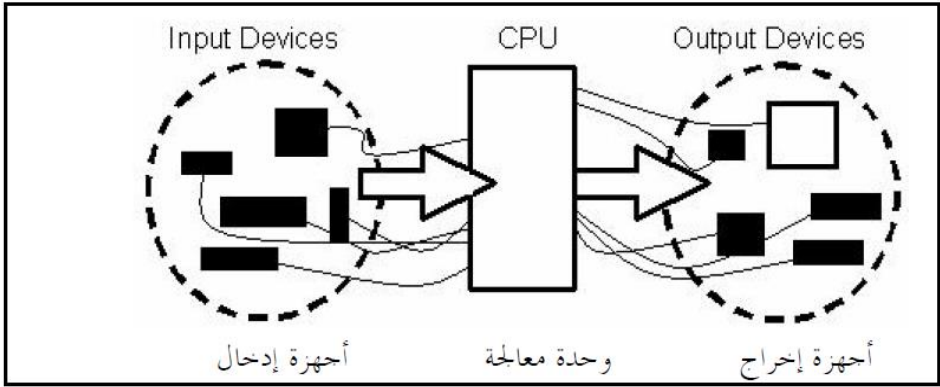 Input Devices
CPU
Output Devices
أجهزة إدخال
وحدة معالجة
أجهزة إخراج